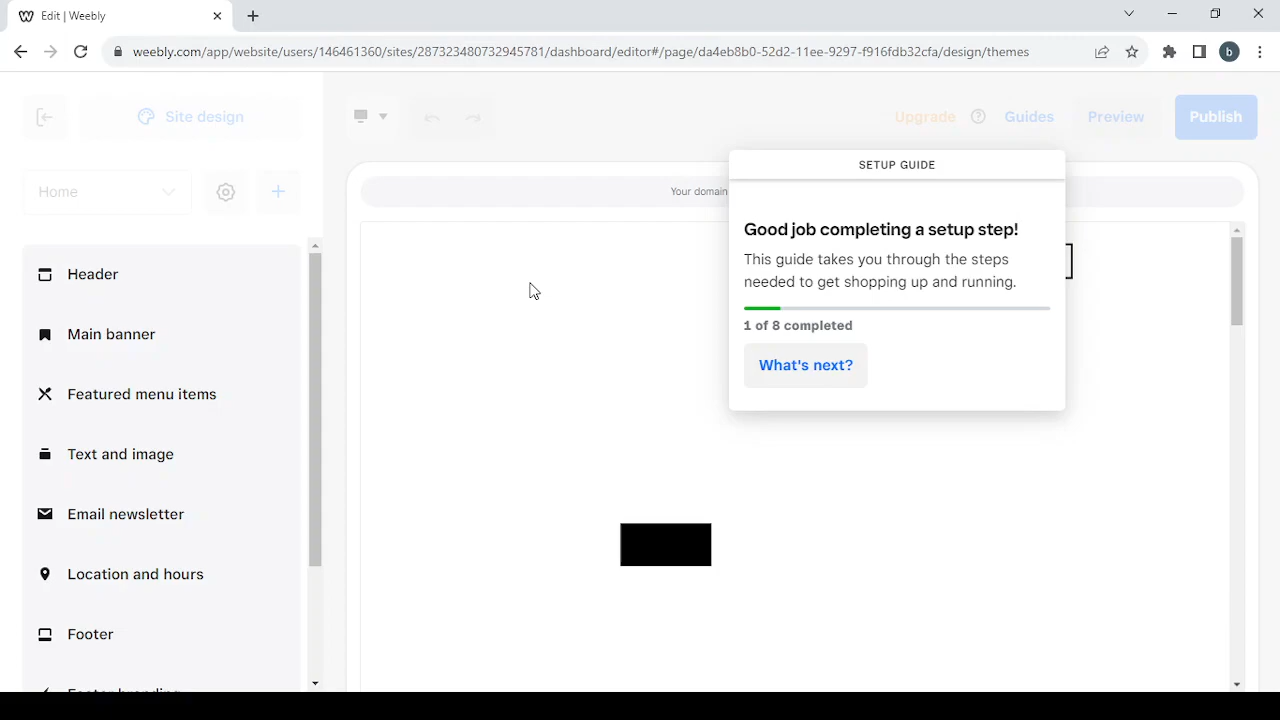 Edit | Weebly
weebly.com/app/website/users/146461360/sites/287323480732945781/dashboard/editor#/page/da4eb8b0-52d2-11ee-9297-f916fdb32cfa/design/themes
b
Site design
Upgrade
Guides
Preview
Publish
Home
Your domain
SETUP GUIDE
Good job completing a setup step!
This guide takes you through the steps
needed to get shopping up and running.
1 of 8 completed
What's next?
Header
Main banner
Featured menu items
Text and image
Email newsletter
Location and hours
Footer
Footer branding